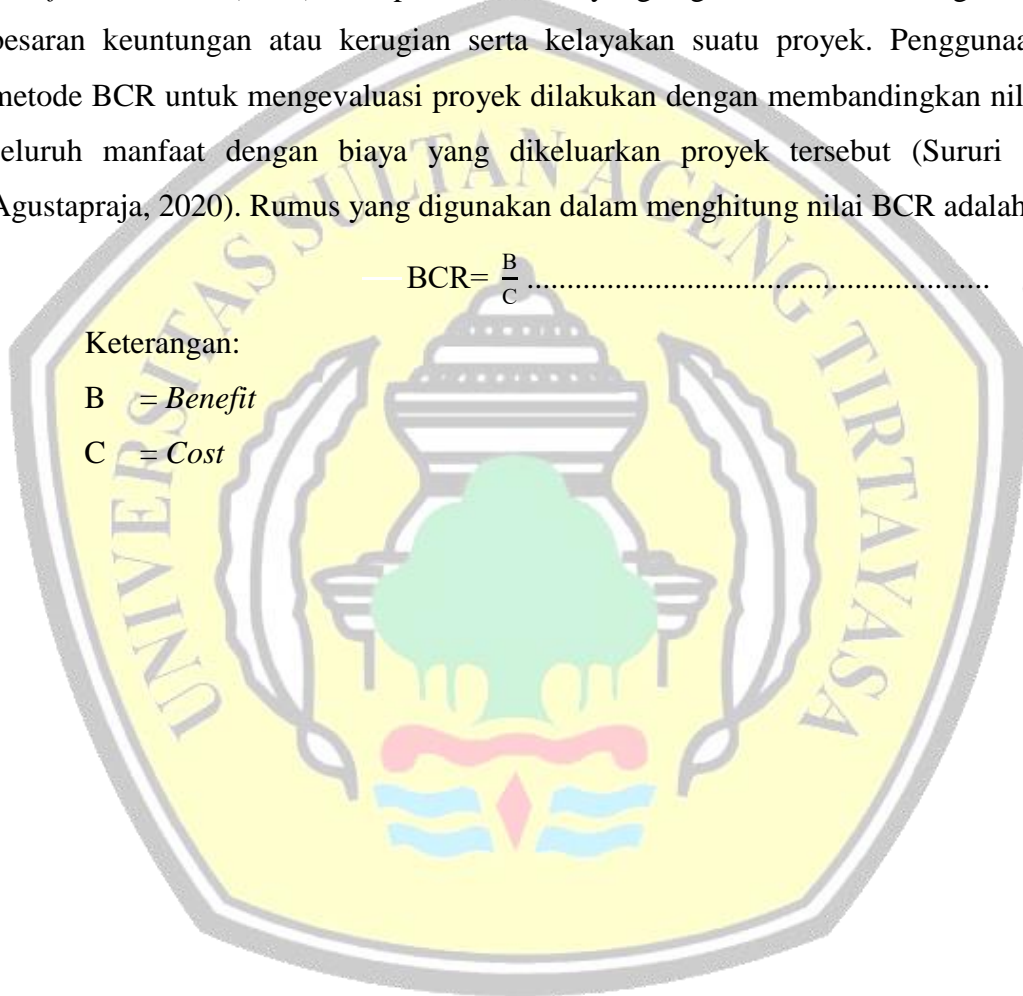 besaran keuntungan atau kerugian serta kelayakan suatu proyek. Penggunaa
metode BCR untuk mengevaluasi proyek dilakukan dengan membandingkan nil
seluruh manfaat dengan biaya yang dikeluarkan proyek tersebut (Sururi
Agustapraja, 2020). Rumus yang digunakan dalam menghitung nilai BCR adalah
BCR= B/C ..........................................................
Keterangan:
B = Benefit
C = Cost
UNIVERSITAS SULTAN AGENG TIRTAYASA